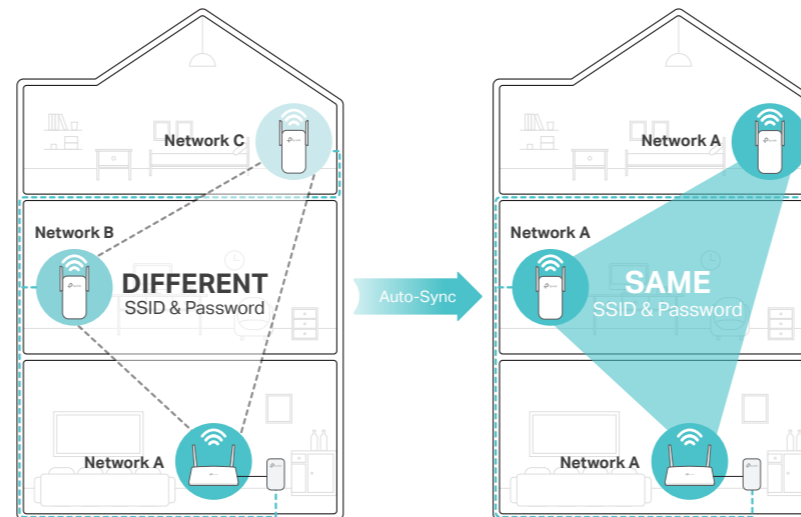 Network C
Network B
DIFFERENT
SSID & Password
Network A
Auto-Sync
Network A
Network A
SAME
SSID & Password
Network A